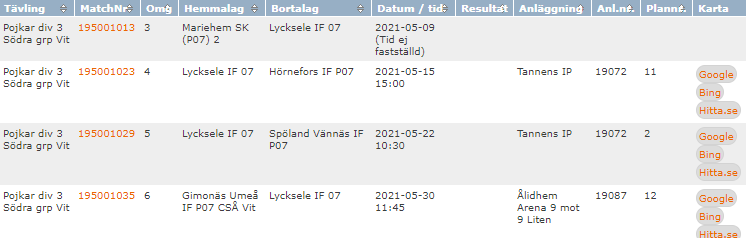 Tävling MatchNr Omg Hemmalag Bortalag Datum / tid Resultat Anläggning Anl.nr. Plannr. Karta
Pojkar div 3 Södra grp Vit 195001013 3 Mariehem SK (P07) 2 Lycksele IF 07 2021-05-09 (Tid ej fastställd)
Pojkar div 3 Södra grp Vit 195001023 4 Lycksele IF 07 Hörnefors IF P07 2021-05-15 15:00 Tannens IP 19072 11 Google Bing Hitta.se
Pojkar div 3 Södra grp Vit 195001029 5 Lycksele IF 07 Spöland Vännäs IF P07 2021-05-22 10:30 Tannens IP 19072 2 Google Bing Hitta.se
Pojkar div 3 Södra grp Vit 195001035 6 Gimonäs Umeå IF P07 CSÅ Vit Lycksele IF 07 2021-05-30 11:45 Ålidhem Arena 9 mot 9 Liten 19087 12 Google Bing Hitta.se